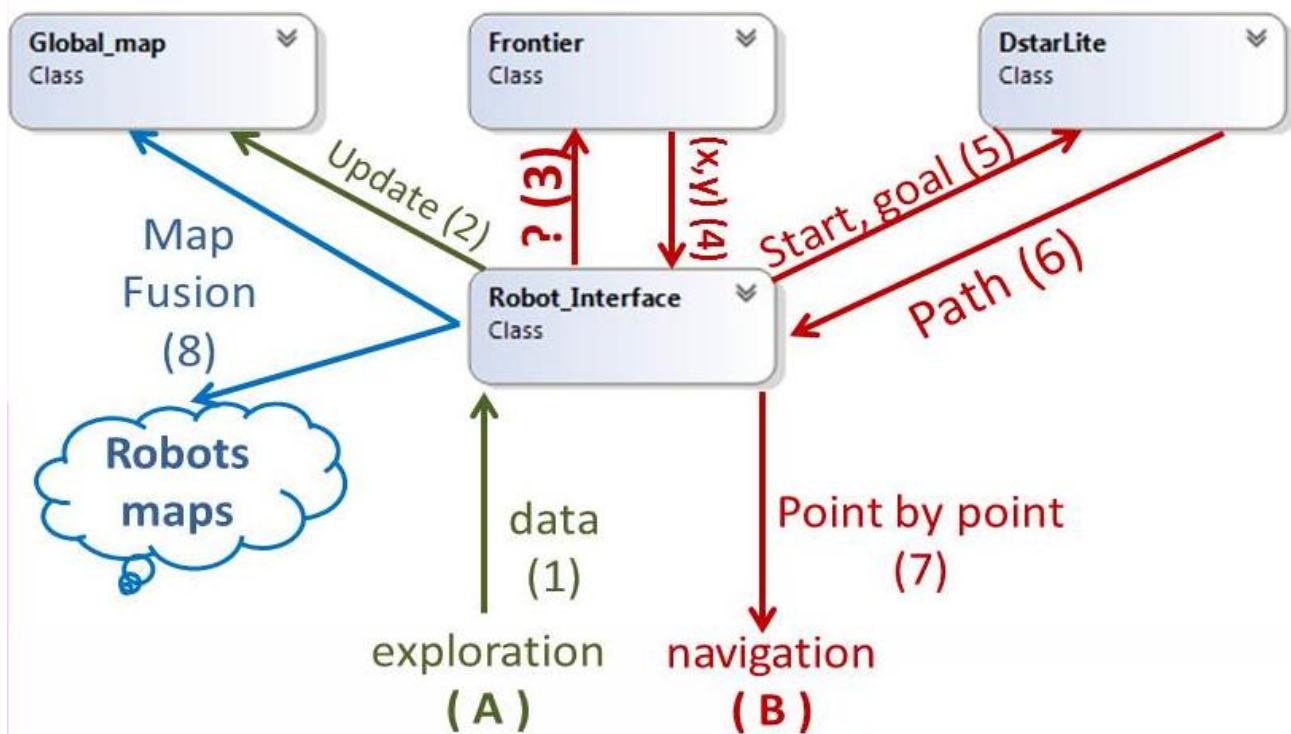 Global_map
Class
Frontier
Class
DstarLite
Class
Update (2)
? (3)
(x,y) (4)
Start, goal (5)
Path (6)
Map
Fusion
(8)
Robot_Interface
Class
Robots
maps
data
(1)
Point by point
(7)
exploration
( A )
navigation
( B )